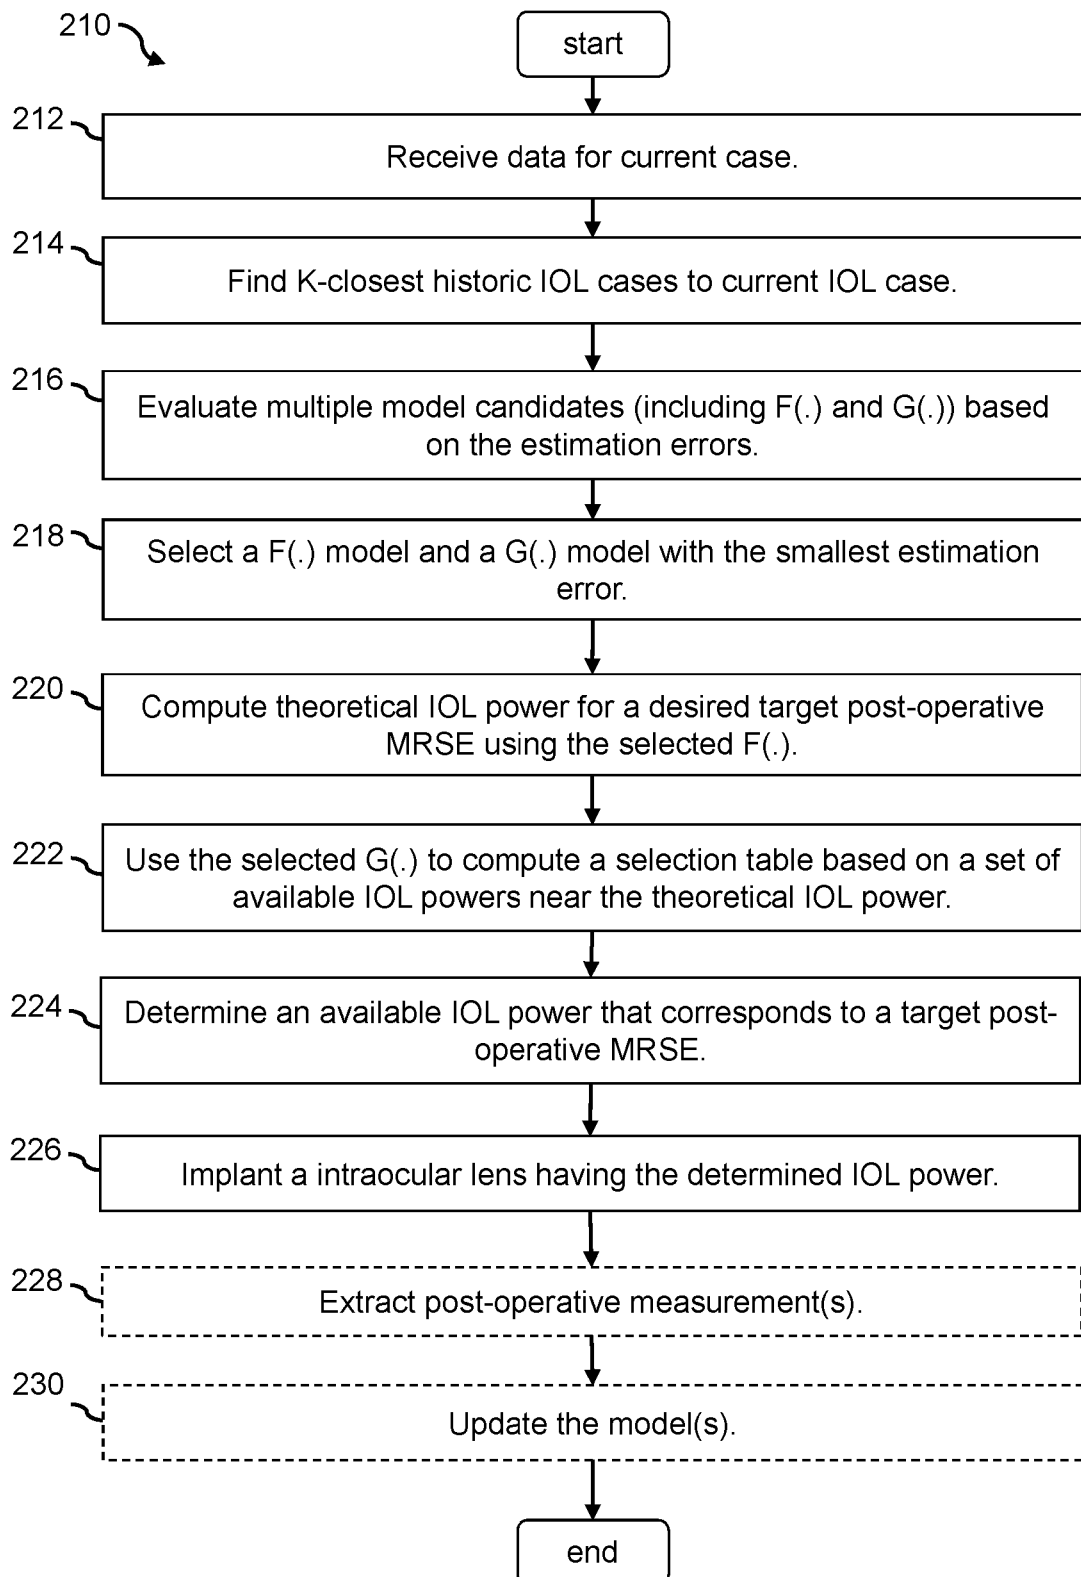 210
start
212
Receive data for current case.
214
Find K-closest historic IOL cases to current IOL case.
216
Evaluate multiple model candidates (including F(.) and G(.)) based
on the estimation errors.
218
Select a F(.) model and a G(.) model with the smallest estimation
error.
220
Compute theoretical IOL power for a desired target post-operative
MRSE using the selected F(.).
222
Use the selected G(.) to compute a selection table based on a set of
available IOL powers near the theoretical IOL power.
224
Determine an available IOL power that corresponds to a target post-
operative MRSE.
226
Implant a intraocular lens having the determined IOL power.
228
Extract post-operative measurement(s).
230
Update the model(s).
end